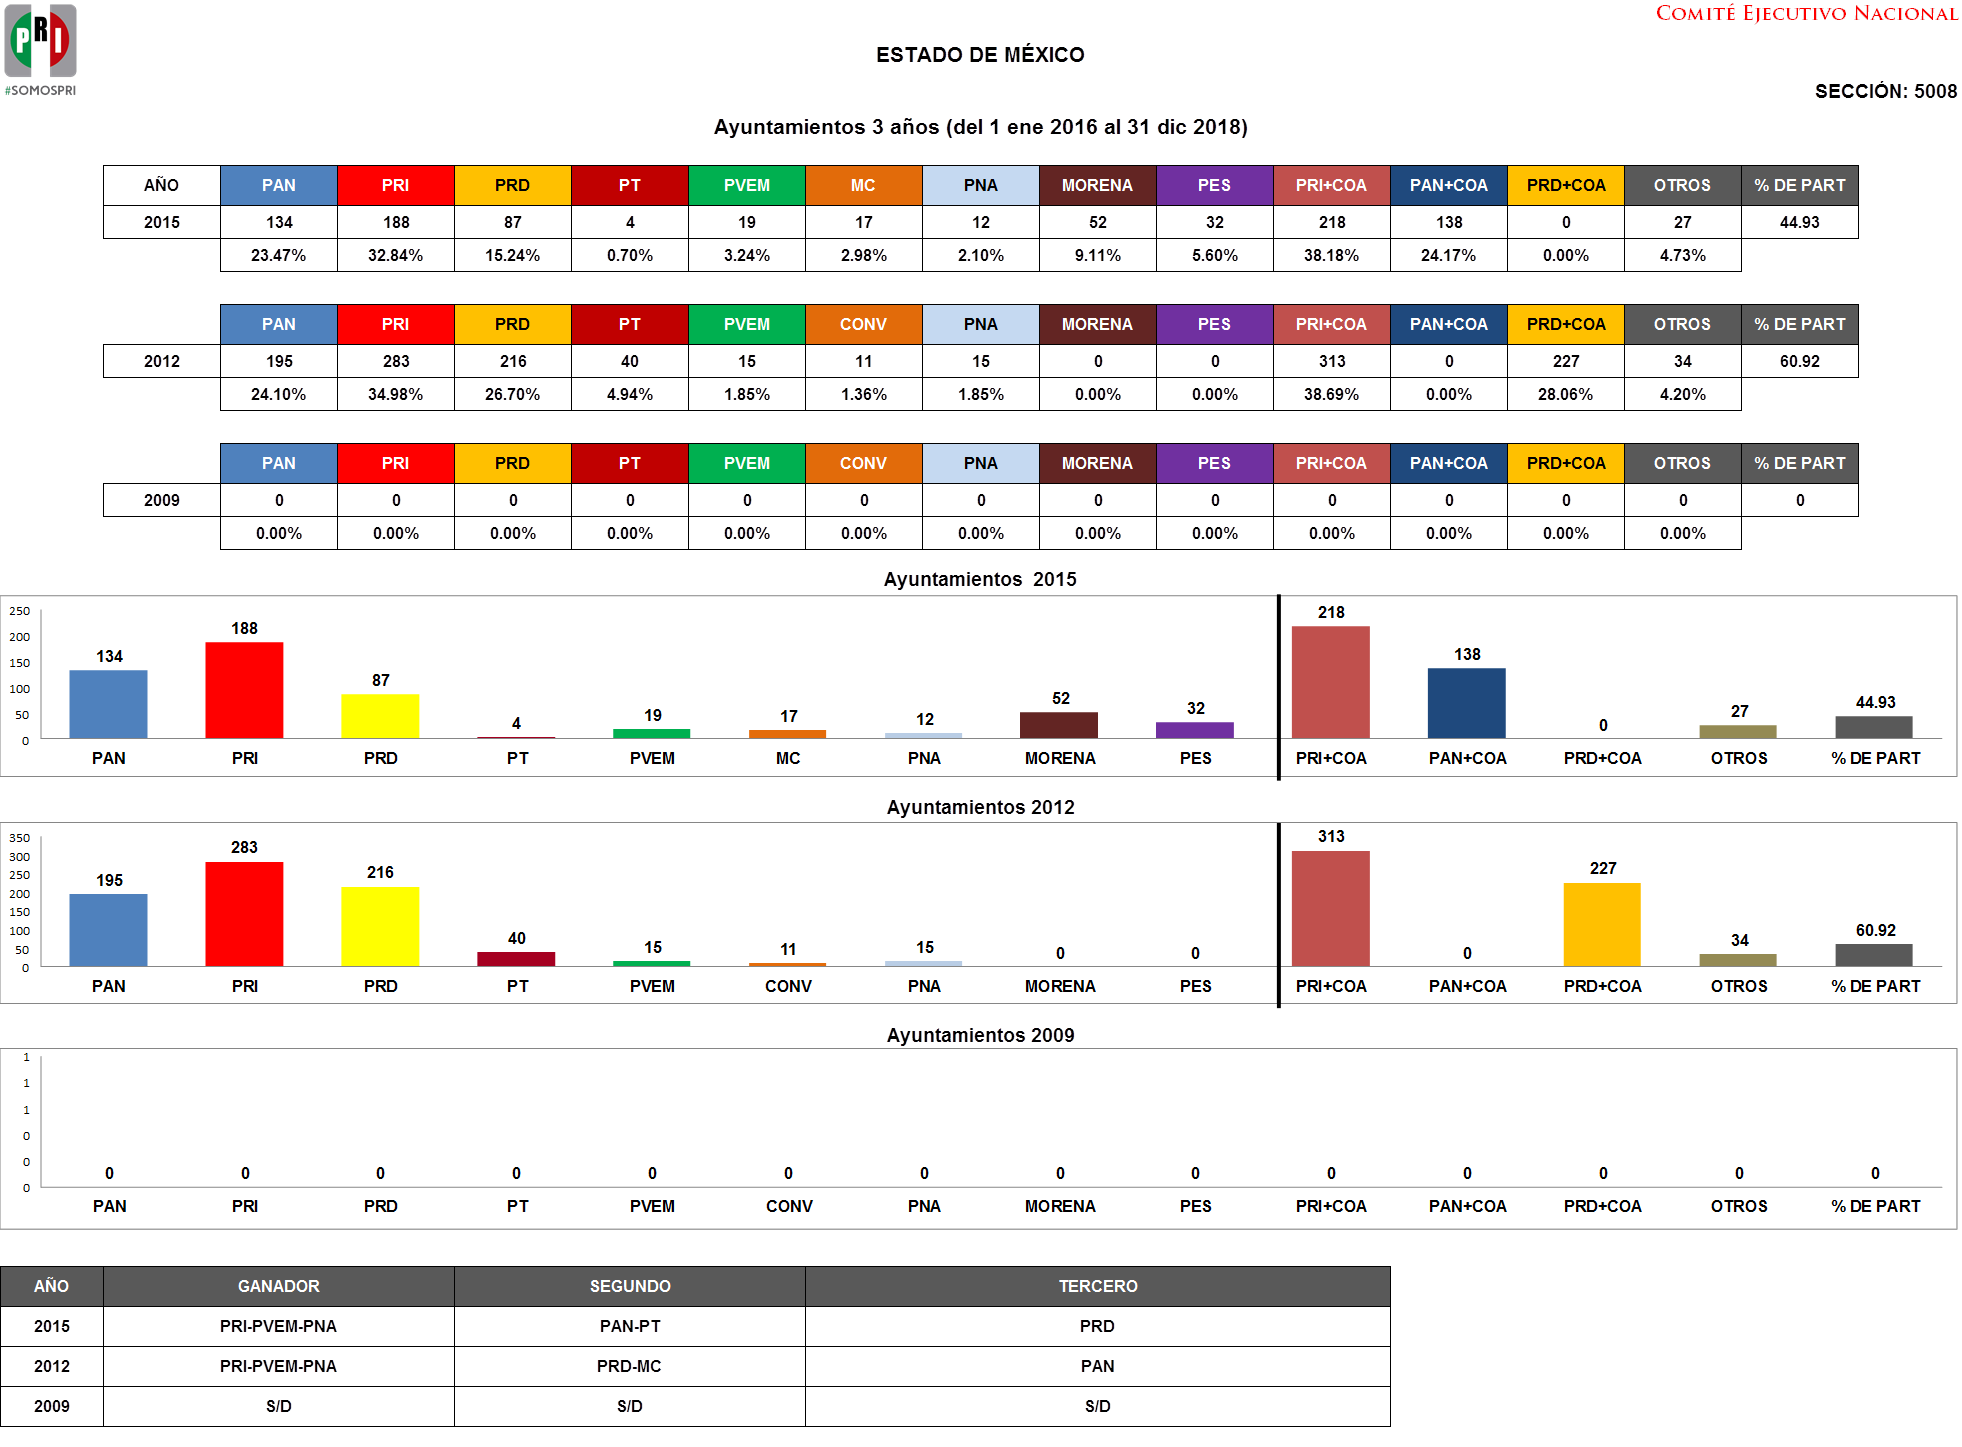 PRI
#SOMOSPRI
COMITÉ EJECUTIVO NACIONAL
ESTADO DE MÉXICO
SECCIÓN: 5008
Ayuntamientos 3 años (del 1 ene 2016 al 31 dic 2018)
AÑO PAN PRI PRD PT PVEM MC PNA MORENA PES PRI+COA PAN+COA PRD+COA OTROS % DE PART
2015 134 188 87 4 19 17 12 52 32 218 138 0 27 44.93
23.47% 32.84% 15.24% 0.70% 3.24% 2.98% 2.10% 9.11% 5.60% 38.18% 24.17% 0.00% 4.73%
PAN PRI PRD PT PVEM CONV PNA MORENA PES PRI+COA PAN+COA PRD+COA OTROS % DE PART
2012 195 283 216 40 15 11 15 0 0 313 0 227 34 60.92
24.10% 34.98% 26.70% 4.94% 1.85% 1.36% 1.85% 0.00% 0.00% 38.69% 0.00% 28.06% 4.20%
PAN PRI PRD PT PVEM CONV PNA MORENA PES PRI+COA PAN+COA PRD+COA OTROS % DE PART
2009 0 0 0 0 0 0 0 0 0 0 0 0 0 0
0.00% 0.00% 0.00% 0.00% 0.00% 0.00% 0.00% 0.00% 0.00% 0.00% 0.00% 0.00% 0.00%
Ayuntamientos 2015
250
200
150
100
50
0
134 188 87 4 19 17 12 52 32 218 138 0 27 44.93
PAN PRI PRD PT PVEM MC PNA MORENA PES PRI+COA PAN+COA PRD+COA OTROS % DE PART
Ayuntamientos 2012
350
300
250
200
150
100
50
0
195 283 216 40 15 11 15 0 0 313 0 227 34 60.92
PAN PRI PRD PT PVEM CONV PNA MORENA PES PRI+COA PAN+COA PRD+COA OTROS % DE PART
Ayuntamientos 2009
1
1
1
0
0
0
0 0 0 0 0 0 0 0 0 0 0 0 0 0
PAN PRI PRD PT PVEM CONV PNA MORENA PES PRI+COA PAN+COA PRD+COA OTROS % DE PART
AÑO GANADOR SEGUNDO TERCERO
2015 PRI-PVEM-PNA PAN-PT PRD
2012 PRI-PVEM-PNA PRD-MC PAN
2009 S/D S/D S/D